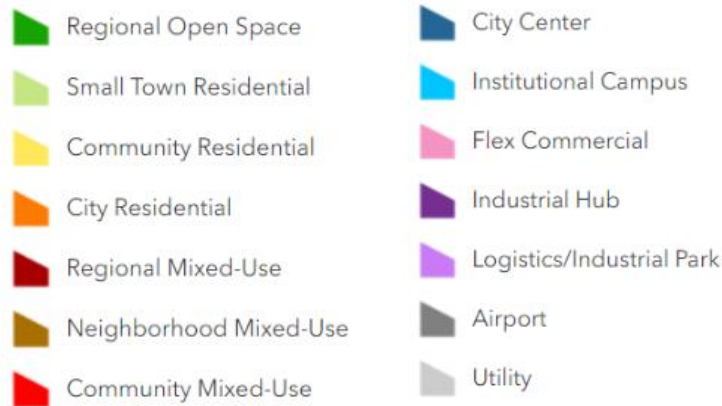 Regional Open Space
Small Town Residential
Community Residential
City Residential
Regional Mixed-Use
Neighborhood Mixed-Use
Community Mixed-Use
City Center
Institutional Campus
Flex Commercial
Industrial Hub
Logistics/Industrial Park
Airport
Utility